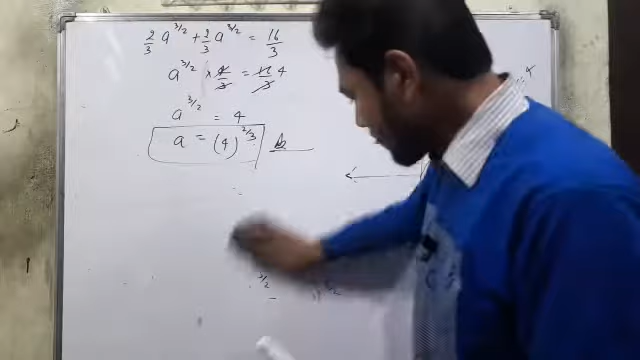 2/3 a^3/2 + 2/3 a^3/2 = 16/3
a^3/2 × 4/3 = 16/3 4
a^3/2 = 4
a = (4)^2/3